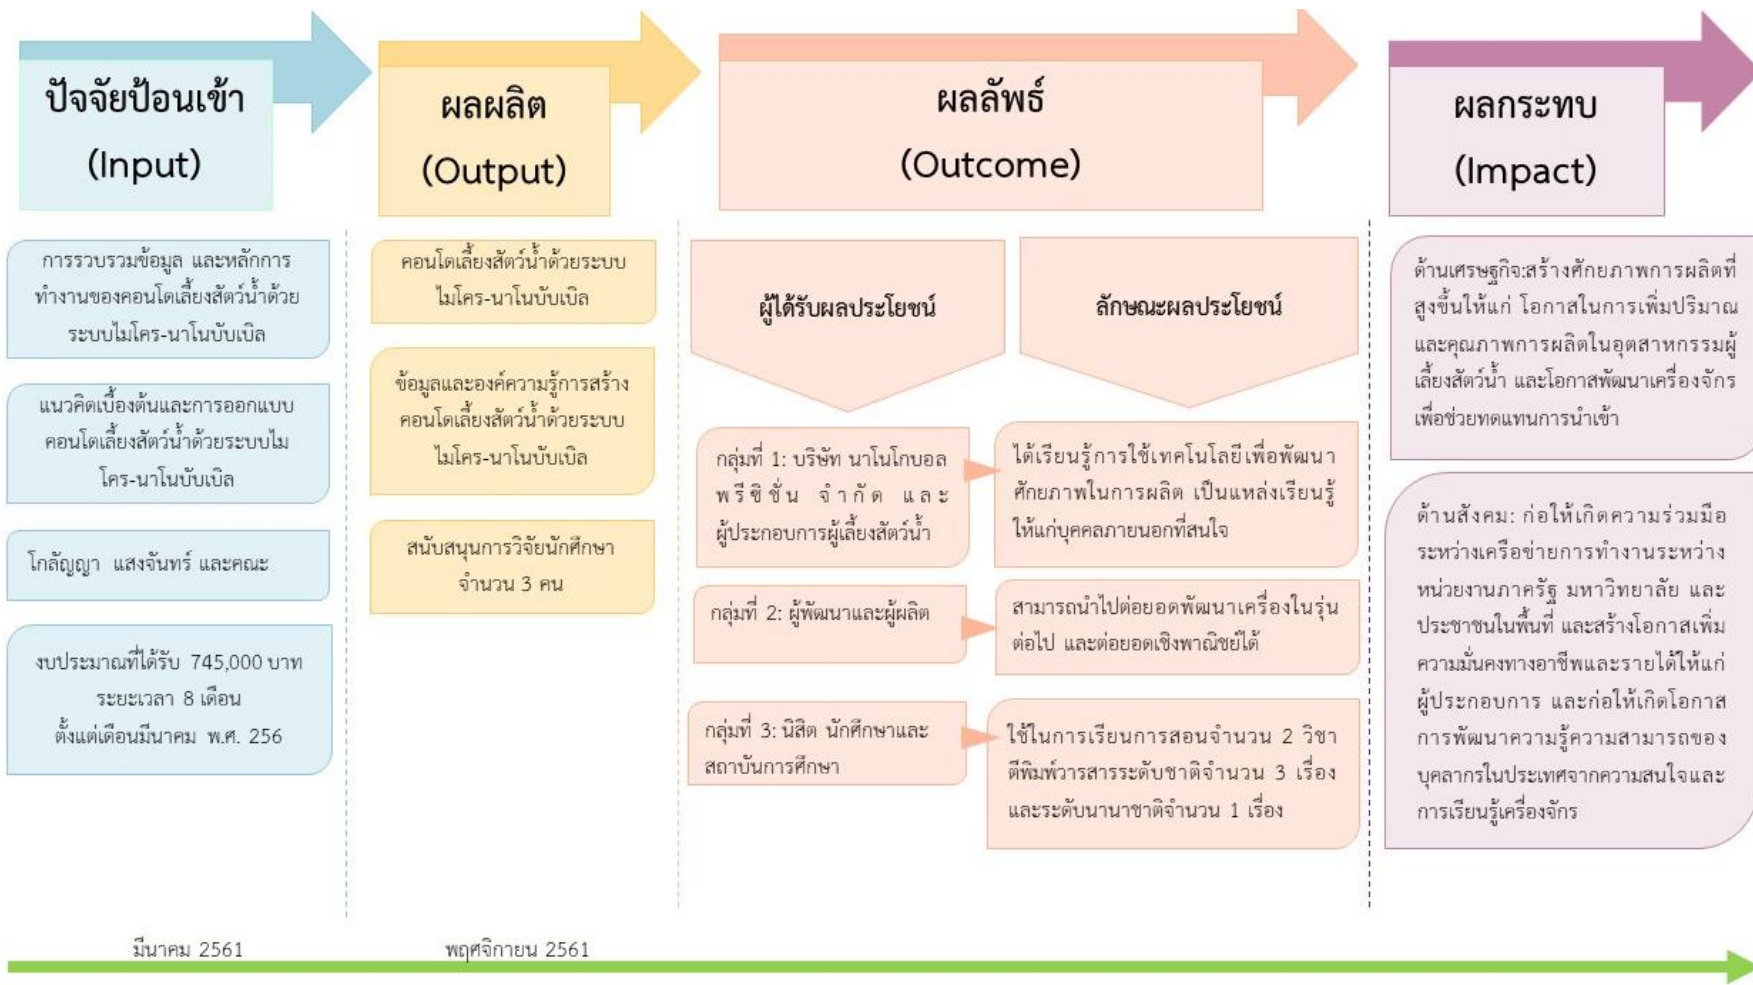 ปัจจัยป้อนเข้า
(Input)
การรวบรวมข้อมูล และหลักการ
ทำงานของคอนโดเลี้ยงสัตว์น้ำด้วย
ระบบไมโคร-นาโนบับเบิล
แนวคิดเบื้องต้นและการออกแบบ
คอนโดเลี้ยงสัตว์น้ำด้วยระบบไม
โคร-นาโนบับเบิล
โกลัญญา แสงจันทร์ และคณะ
งบประมาณที่ได้รับ 745,000 บาท
ระยะเวลา 8 เดือน
ตั้งแต่เดือนมีนาคม พ.ศ. 256
ผลผลิต
(Output)
คอนโดเลี้ยงสัตว์น้ำด้วยระบบ
ไมโคร-นาโนบับเบิล
ข้อมูลและองค์ความรู้การสร้าง
คอนโดเลี้ยงสัตว์น้ำด้วยระบบ
ไมโคร-นาโนบับเบิล
สนับสนุนการวิจัยนักศึกษา
จำนวน 3 คน
ผลลัพธ์
(Outcome)
ผู้ได้รับผลประโยชน์
ลักษณะผลประโยชน์
กลุ่มที่ 1: บริษัท นาโนโกบอล
พรีซิชั่น จำกัด และ
ผู้ประกอบการผู้เลี้ยงสัตว์น้ำ
ได้เรียนรู้การใช้เทคโนโลยีเพื่อพัฒนา
ศักยภาพในการผลิต เป็นแหล่งเรียนรู้
ให้แก่บุคคลภายนอกที่สนใจ
กลุ่มที่ 2: ผู้พัฒนาและผู้ผลิต
สามารถนำไปต่อยอดพัฒนาเครื่องในรุ่น
ต่อไป และต่อยอดเชิงพาณิชย์ได้
กลุ่มที่ 3: นิสิต นักศึกษาและ
สถาบันการศึกษา
ใช้ในการเรียนการสอนจำนวน 2 วิชา
ตีพิมพ์วารสารระดับชาติจำนวน 3 เรื่อง
และระดับนานาชาติจำนวน 1 เรื่อง
ผลกระทบ
(Impact)
ด้านเศรษฐกิจ:สร้างศักยภาพการผลิตที่
สูงขึ้นให้แก่ โอกาสในการเพิ่มปริมาณ
และคุณภาพการผลิตในอุตสาหกรรมผู้
เลี้ยงสัตว์น้ำ และโอกาสพัฒนาเครื่องจักร
เพื่อช่วยทดแทนการนำเข้า
ด้านสังคม: ก่อให้เกิดความร่วมมือ
ระหว่างเครือข่ายการทำงานระหว่าง
หน่วยงานภาครัฐ มหาวิทยาลัย และ
ประชาชนในพื้นที่ และสร้างโอกาสเพิ่ม
ความมั่นคงทางอาชีพและรายได้ให้แก่
ผู้ประกอบการ และก่อให้เกิดโอกาส
การพัฒนาความรู้ความสามารถของ
บุคลากรในประเทศจากความสนใจและ
การเรียนรู้เครื่องจักร
มีนาคม 2561
พฤศจิกายน 2561